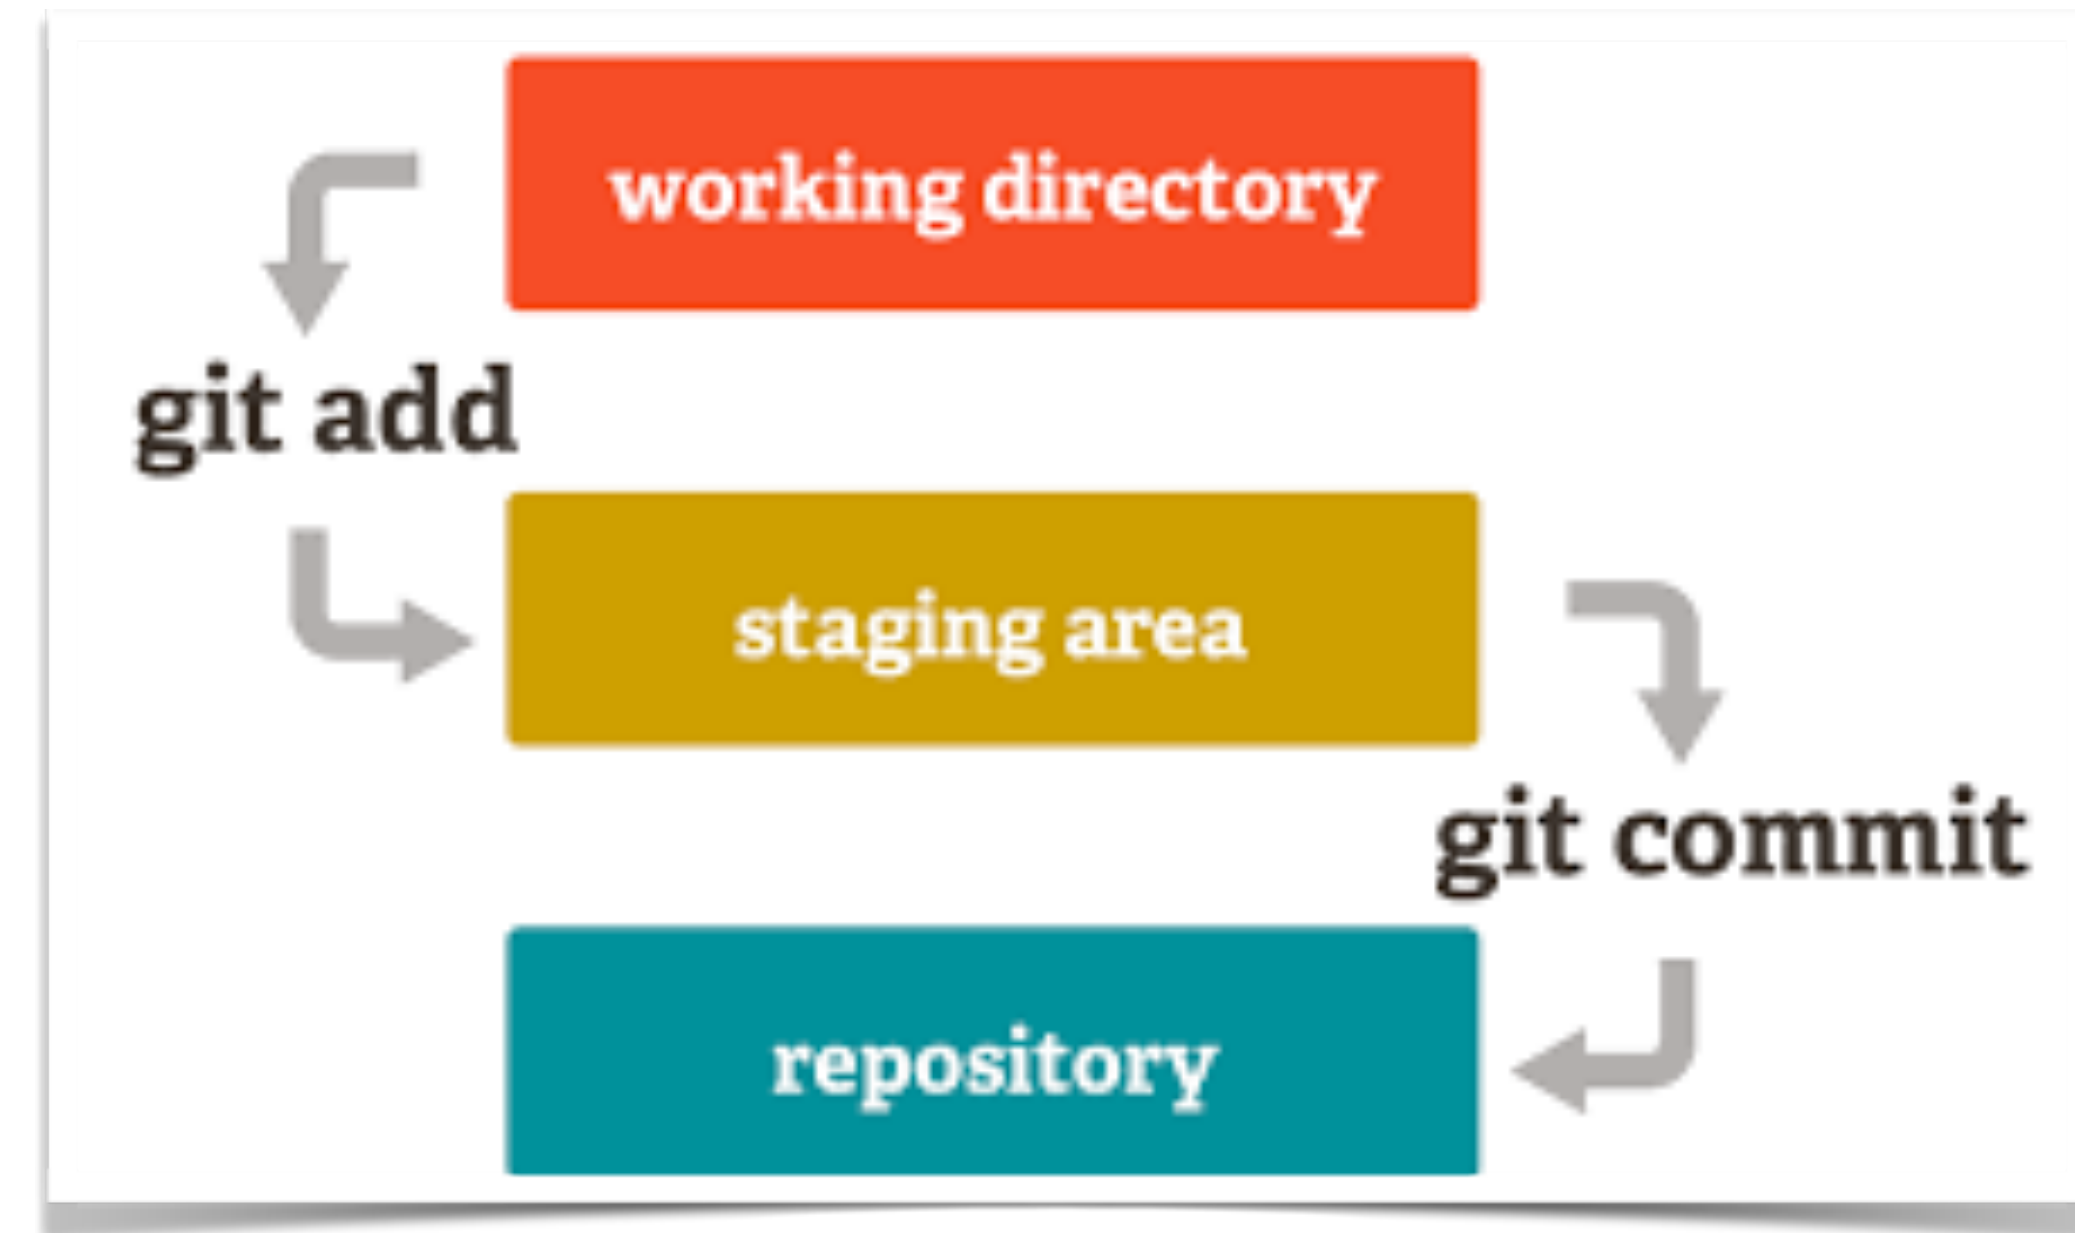 working directory
git add
staging area
git commit
repository